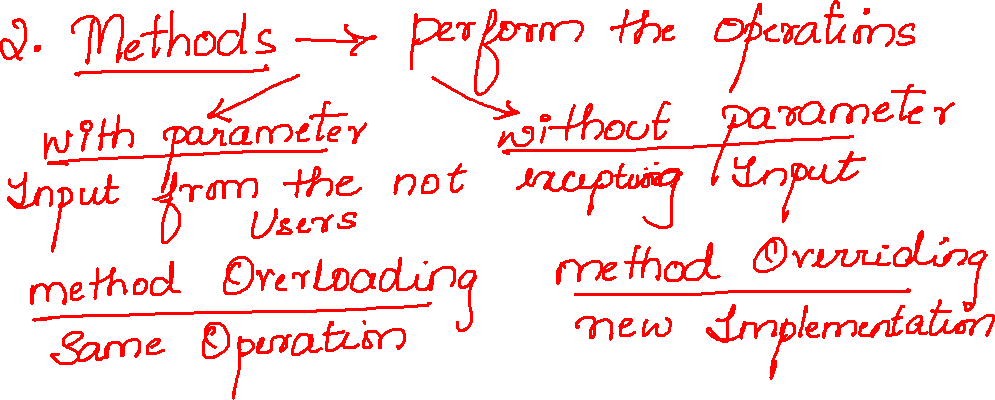 2. Methods → perform the operations
with parameter without parameter
Input from the not excepting Input
Users
method Overloading method Overriding
Same Operation new Implementation